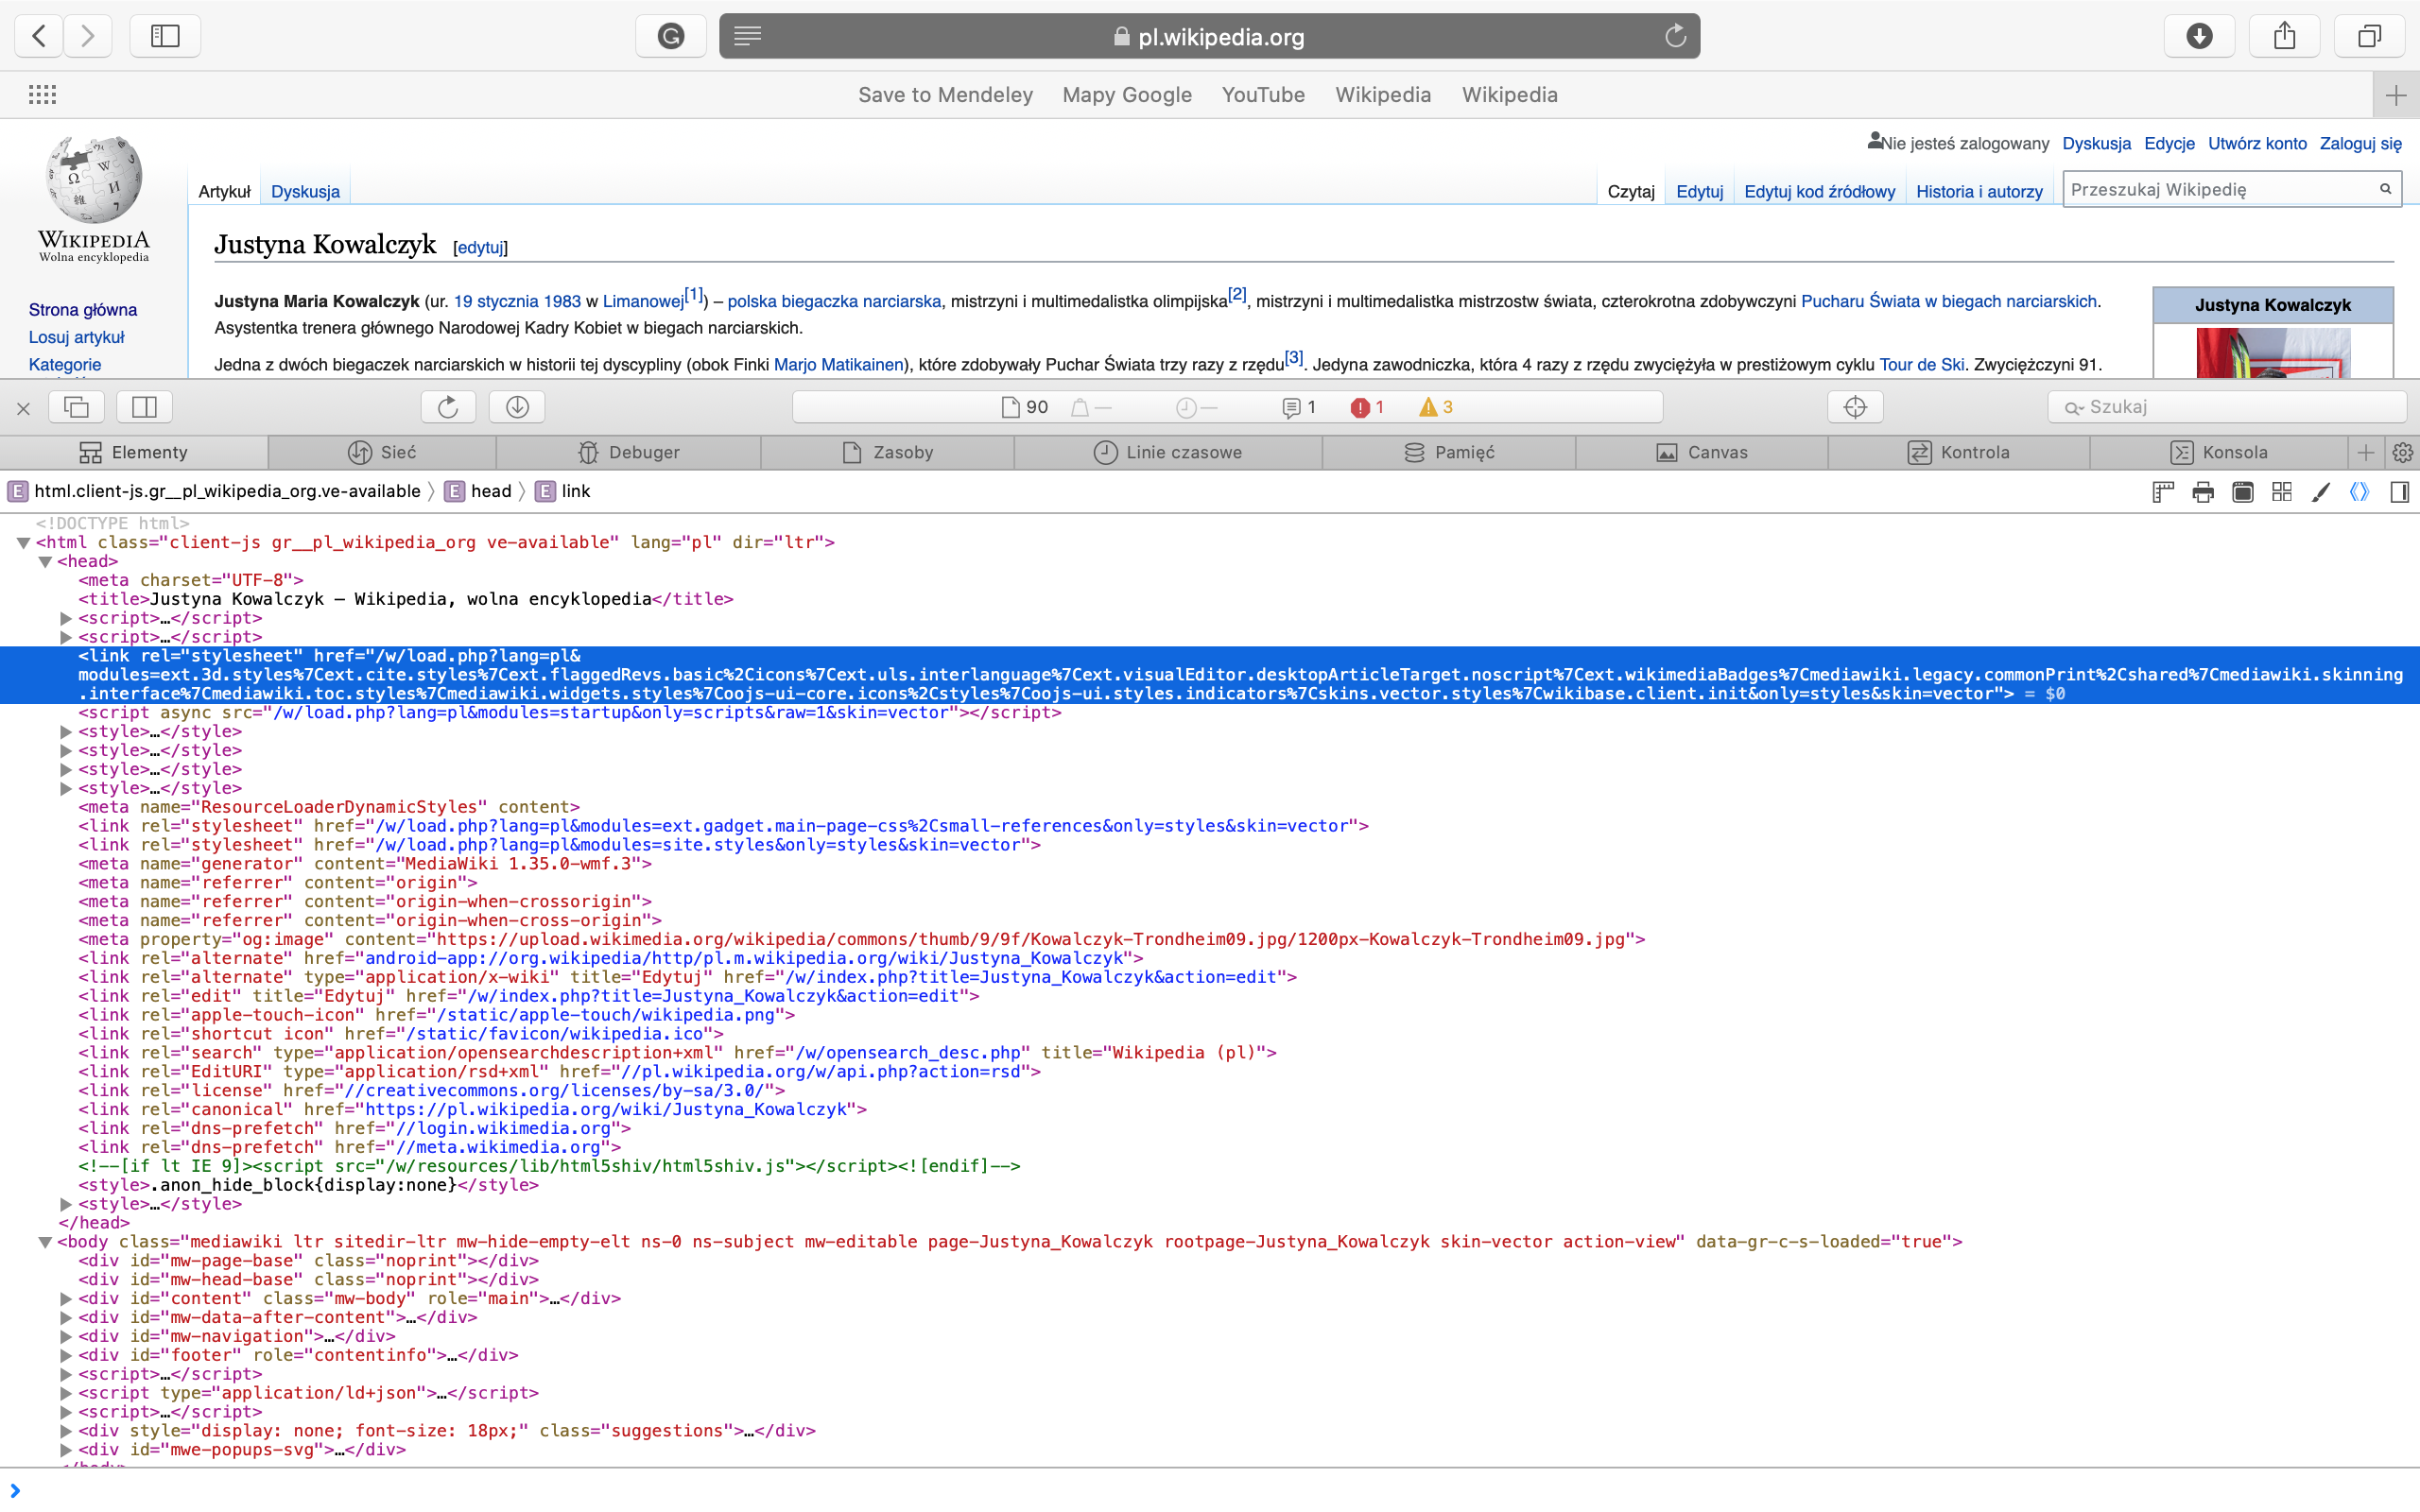 pl.wikipedia.org
Save to Mendeley Mapy Google YouTube Wikipedia Wikipedia
Nie jesteś zalogowany Dyskusja Edycje Utwórz konto Zaloguj się
Artykuł Dyskusja Czytaj Edytuj Edytuj kod źródłowy Historia i autorzy Przeszukaj Wikipedię
WIKIPEDIA
Wolna encyklopedia
Strona główna
Losuj artykuł
Kategorie
Justyna Kowalczyk [edytuj]
Justyna Maria Kowalczyk (ur. 19 stycznia 1983 w Limanowej[1]) – polska biegaczka narciarska, mistrzyni i multimedalistka olimpijska[2], mistrzyni i multimedalistka mistrzostw świata, czterokrotna zdobywczyni Pucharu Świata w biegach narciarskich.
Asystentka trenera głównego Narodowej Kadry Kobiet w biegach narciarskich.
Jedna z dwóch biegaczek narciarskich w historii tej dyscypliny (obok Finki Marjo Matikainen), które zdobywały Puchar Świata trzy razy z rzędu[3]. Jedyna zawodniczka, która 4 razy z rzędu zwyciężyła w prestiżowym cyklu Tour de Ski. Zwyciężczyni 91.
Justyna Kowalczyk
90 — — 1 1 3 Szukaj
Elementy Sieć Debuger Zasoby Linie czasowe Pamięć Canvas Kontrola Konsola
E html.client-js.gr__pl_wikipedia_org.ve-available 〉 E head 〉 E link
<!DOCTYPE html>
<html class="client-js gr__pl_wikipedia_org ve-available" lang="pl" dir="ltr">
<head>
<meta charset="UTF-8">
<title>Justyna Kowalczyk – Wikipedia, wolna encyklopedia</title>
<script>…</script>
<script>…</script>
<link rel="stylesheet" href="/w/load.php?lang=pl&
modules=ext.3d.styles%7Cext.cite.styles%7Cext.flaggedRevs.basic%2Cicons%7Cext.uls.interlanguage%7Cext.visualEditor.desktopArticleTarget.noscript%7Cext.wikimediaBadges%7Cmediawiki.legacy.commonPrint%2Cshared%7Cmediawiki.skinning
.interface%7Cmediawiki.toc.styles%7Cmediawiki.widgets.styles%7Coojs-ui-core.icons%2Cstyles%7Coojs-ui.styles.indicators%7Cskins.vector.styles%7Cwikibase.client.init&only=styles&skin=vector"> = $0
<script async src="/w/load.php?lang=pl&modules=startup&only=scripts&raw=1&skin=vector"></script>
<style>…</style>
<style>…</style>
<style>…</style>
<style>…</style>
<meta name="ResourceLoaderDynamicStyles" content>
<link rel="stylesheet" href="/w/load.php?lang=pl&modules=ext.gadget.main-page-css%2Csmall-references&only=styles&skin=vector">
<link rel="stylesheet" href="/w/load.php?lang=pl&modules=site.styles&only=styles&skin=vector">
<meta name="generator" content="MediaWiki 1.35.0-wmf.3">
<meta name="referrer" content="origin">
<meta name="referrer" content="origin-when-crossorigin">
<meta name="referrer" content="origin-when-cross-origin">
<meta property="og:image" content="https://upload.wikimedia.org/wikipedia/commons/thumb/9/9f/Kowalczyk-Trondheim09.jpg/1200px-Kowalczyk-Trondheim09.jpg">
<link rel="alternate" href="android-app://org.wikipedia/http/pl.m.wikipedia.org/wiki/Justyna_Kowalczyk">
<link rel="alternate" type="application/x-wiki" title="Edytuj" href="/w/index.php?title=Justyna_Kowalczyk&action=edit">
<link rel="edit" title="Edytuj" href="/w/index.php?title=Justyna_Kowalczyk&action=edit">
<link rel="apple-touch-icon" href="/static/apple-touch/wikipedia.png">
<link rel="shortcut icon" href="/static/favicon/wikipedia.ico">
<link rel="search" type="application/opensearchdescription+xml" href="/w/opensearch_desc.php" title="Wikipedia (pl)">
<link rel="EditURI" type="application/rsd+xml" href="//pl.wikipedia.org/w/api.php?action=rsd">
<link rel="license" href="//creativecommons.org/licenses/by-sa/3.0/">
<link rel="canonical" href="https://pl.wikipedia.org/wiki/Justyna_Kowalczyk">
<link rel="dns-prefetch" href="//login.wikimedia.org">
<link rel="dns-prefetch" href="//meta.wikimedia.org">
<!--[if lt IE 9]><script src="/w/resources/lib/html5shiv/html5shiv.js"></script><![endif]-->
<style>.anon_hide_block{display:none}</style>
<style>…</style>
</head>
<body class="mediawiki ltr sitedir-ltr mw-hide-empty-elt ns-0 ns-subject mw-editable page-Justyna_Kowalczyk rootpage-Justyna_Kowalczyk skin-vector action-view" data-gr-c-s-loaded="true">
<div id="mw-page-base" class="noprint"></div>
<div id="mw-head-base" class="noprint"></div>
<div id="content" class="mw-body" role="main">…</div>
<div id="mw-data-after-content">…</div>
<div id="mw-navigation">…</div>
<div id="footer" role="contentinfo">…</div>
<script>…</script>
<script type="application/ld+json">…</script>
<script>…</script>
<div style="display: none; font-size: 18px;" class="suggestions">…</div>
<div id="mwe-popups-svg">…</div>